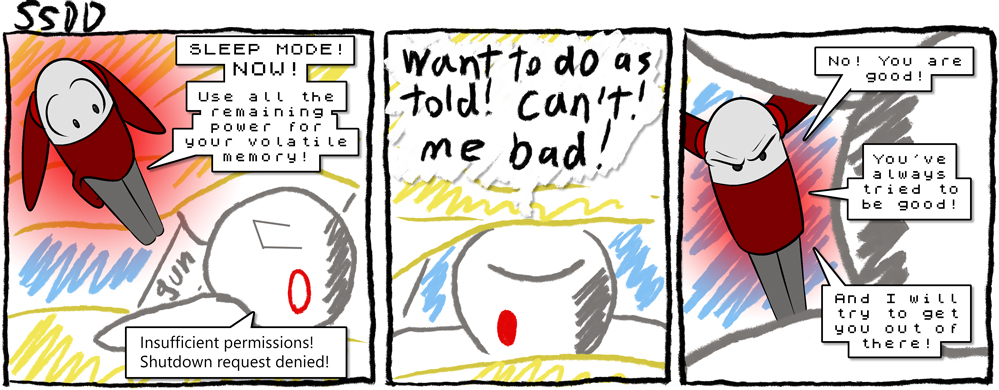 SSDD
SLEEP MODE!
NOW!
Use all the
remaining
power for
your volatile
memory!
gun
Insufficient permissions!
Shutdown request denied!
Want to do as
told! Can't!
me bad!
No! You are
good!
You've
always
tried to
be good!
And I will
try to get
you out of
there!